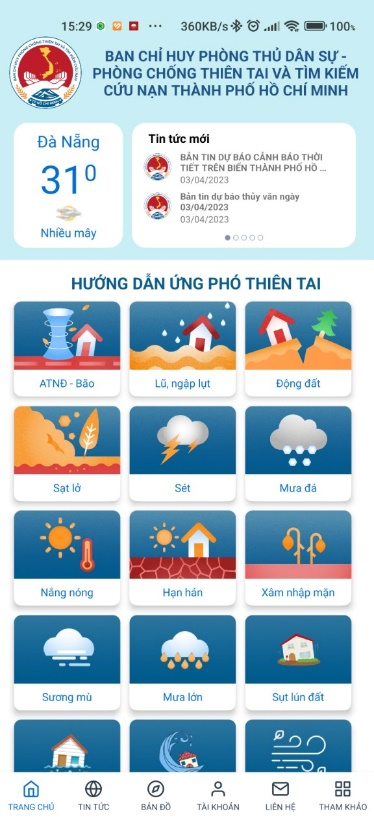 15:29
360KB/s
100%
BAN CHỈ HUY PHÒNG THỦ DÂN SỰ -
PHÒNG CHỐNG THIÊN TAI VÀ TÌM KIẾM
CỨU NẠN THÀNH PHỐ HỒ CHÍ MINH
Đà Nẵng
31⁰
Nhiều mây
Tin tức mới
BẢN TIN DỰ BÁO CẢNH BÁO THỜI
TIẾT TRÊN BIỂN THÀNH PHỐ HỒ ...
03/04/2023
Bản tin dự báo thủy văn ngày
03/04/2023
03/04/2023
HƯỚNG DẪN ỨNG PHÓ THIÊN TAI
ATNĐ - Bão
Lũ, ngập lụt
Động đất
Sạt lở
Sét
Mưa đá
Nắng nóng
Hạn hán
Xâm nhập mặn
Sương mù
Mưa lớn
Sụt lún đất
TRANG CHỦ
TIN TỨC
BẢN ĐỒ
TÀI KHOẢN
LIÊN HỆ
THAM KHẢO